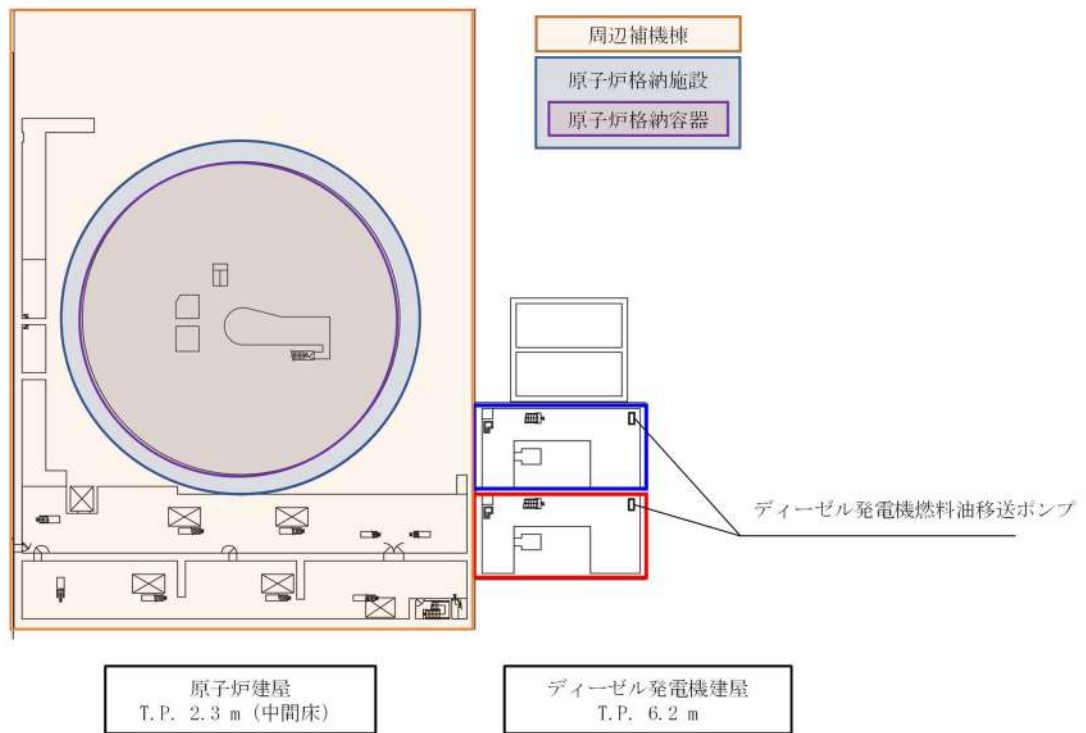 周辺補機棟
原子炉格納施設
原子炉格納容器
ディーゼル発電機燃料油移送ポンプ
原子炉建屋
T.P. 2.3 m (中間床)
ディーゼル発電機建屋
T.P. 6.2 m